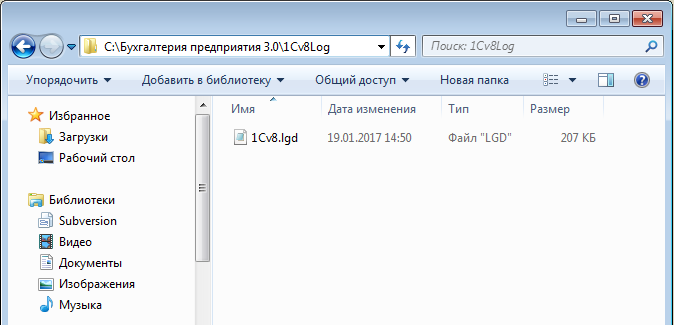 C:\Бухгалтерия предприятия 3.0\1Cv8Log
Поиск: 1Cv8Log
Упорядочить Добавить в библиотеку Общий доступ Новая папка
Имя Дата изменения Тип Размер
1Cv8.lgd 19.01.2017 14:50 Файл "LGD" 207 КБ
Избранное
Загрузки
Рабочий стол
Библиотеки
Subversion
Видео
Документы
Изображения
Музыка